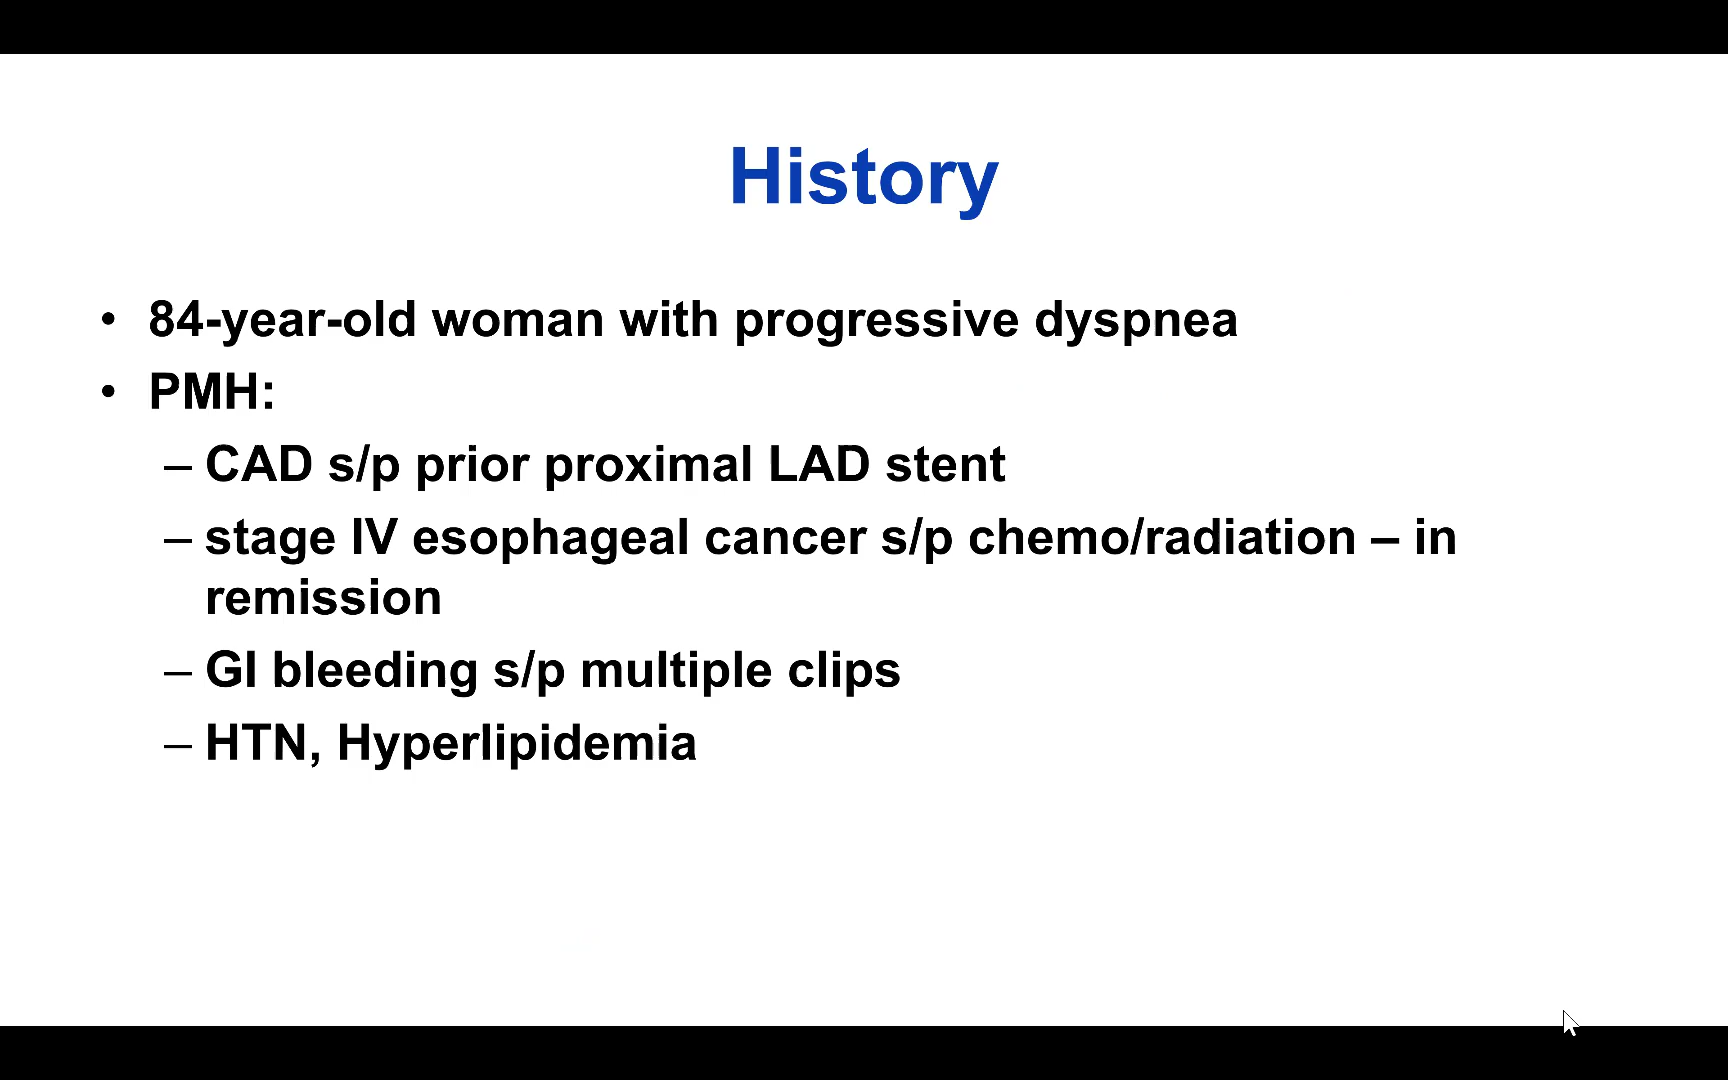 History
• 84-year-old woman with progressive dyspnea
• PMH:
– CAD s/p prior proximal LAD stent
– stage IV esophageal cancer s/p chemo/radiation – in
remission
– GI bleeding s/p multiple clips
– HTN, Hyperlipidemia